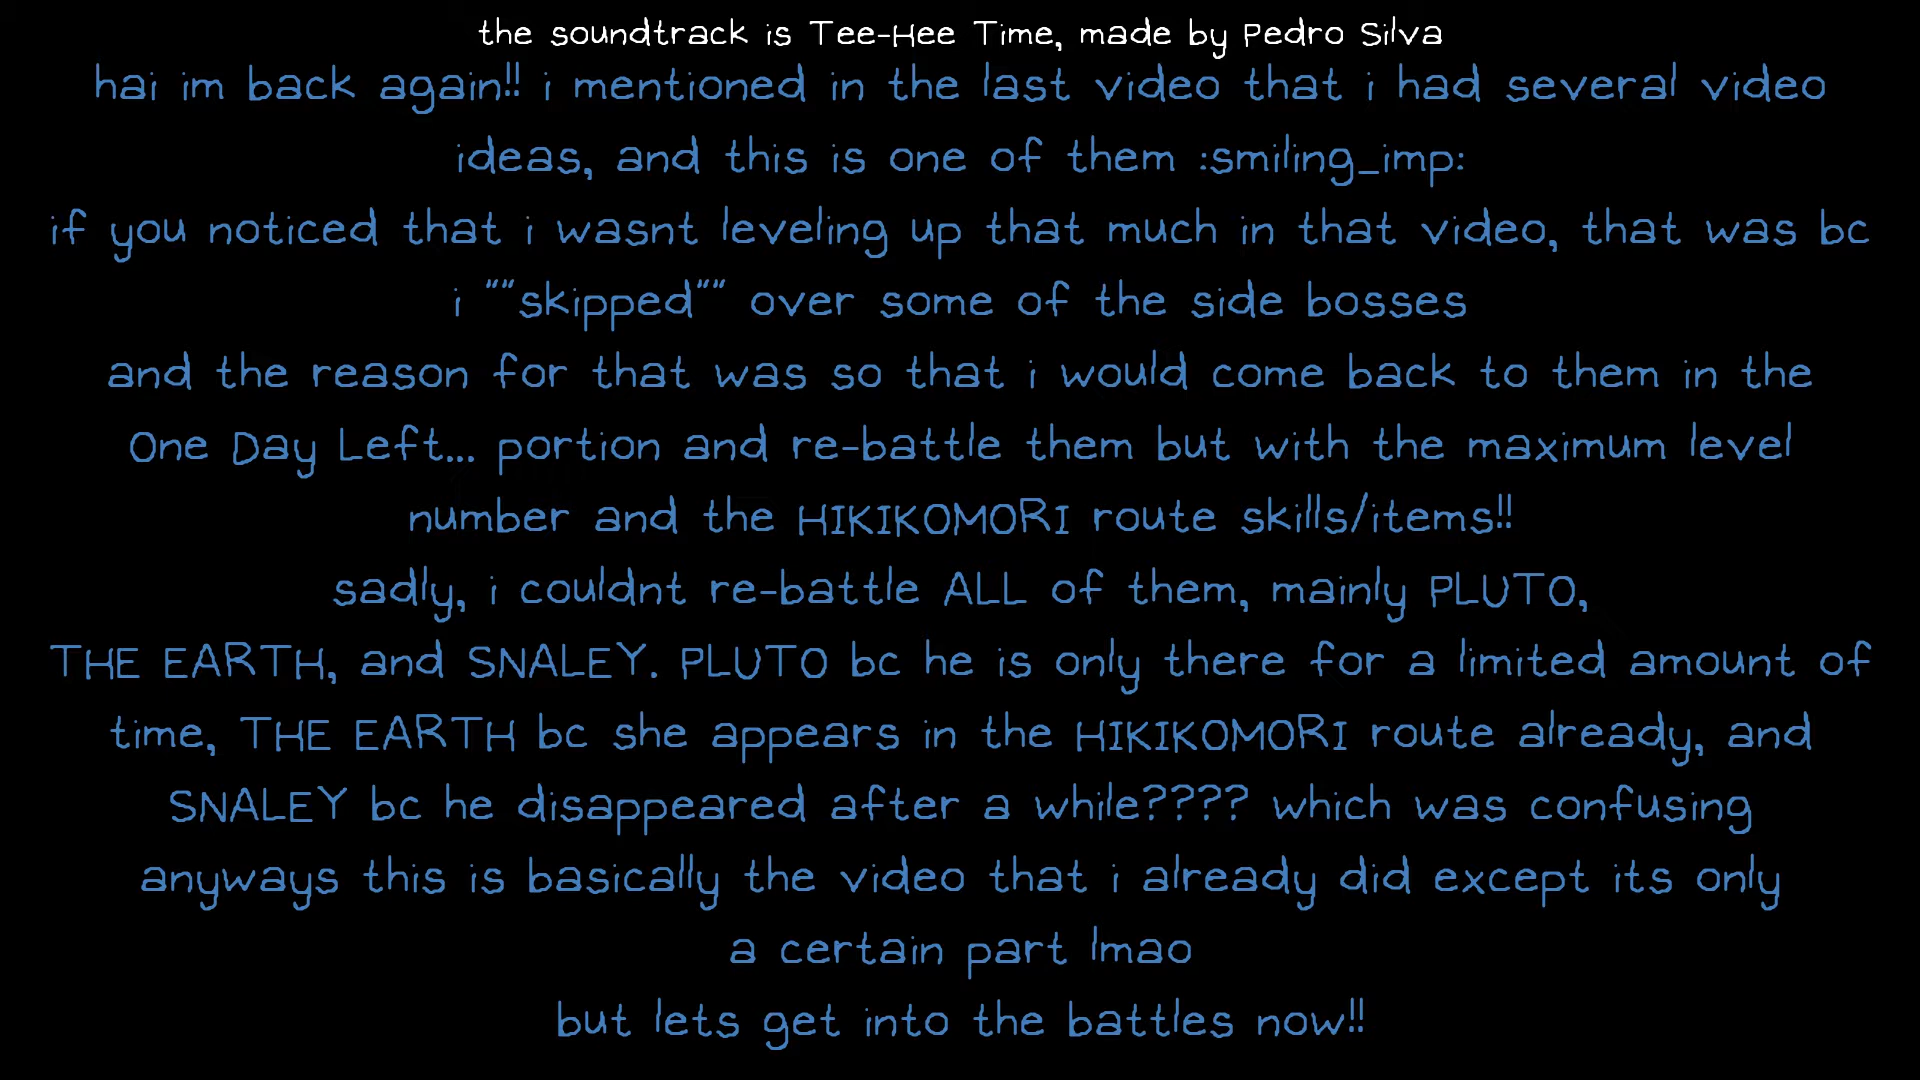 the soundtrack is Tee-Hee Time, made by Pedro Silva
hai im back again!! i mentioned in the last video that i had several video
ideas, and this is one of them :smiling_imp:
if you noticed that i wasnt leveling up that much in that video, that was bc
i ""skipped"" over some of the side bosses
and the reason for that was so that i would come back to them in the
One Day Left... portion and re-battle them but with the maximum level
number and the HIKIKOMORI route skills/items!!
sadly, i couldnt re-battle ALL of them, mainly PLUTO,
THE EARTH, and SNALEY. PLUTO bc he is only there for a limited amount of
time, THE EARTH bc she appears in the HIKIKOMORI route already, and
SNALEY bc he disappeared after a while???? which was confusing
anyways this is basically the video that i already did except its only
a certain part lmao
but lets get into the battles now!!